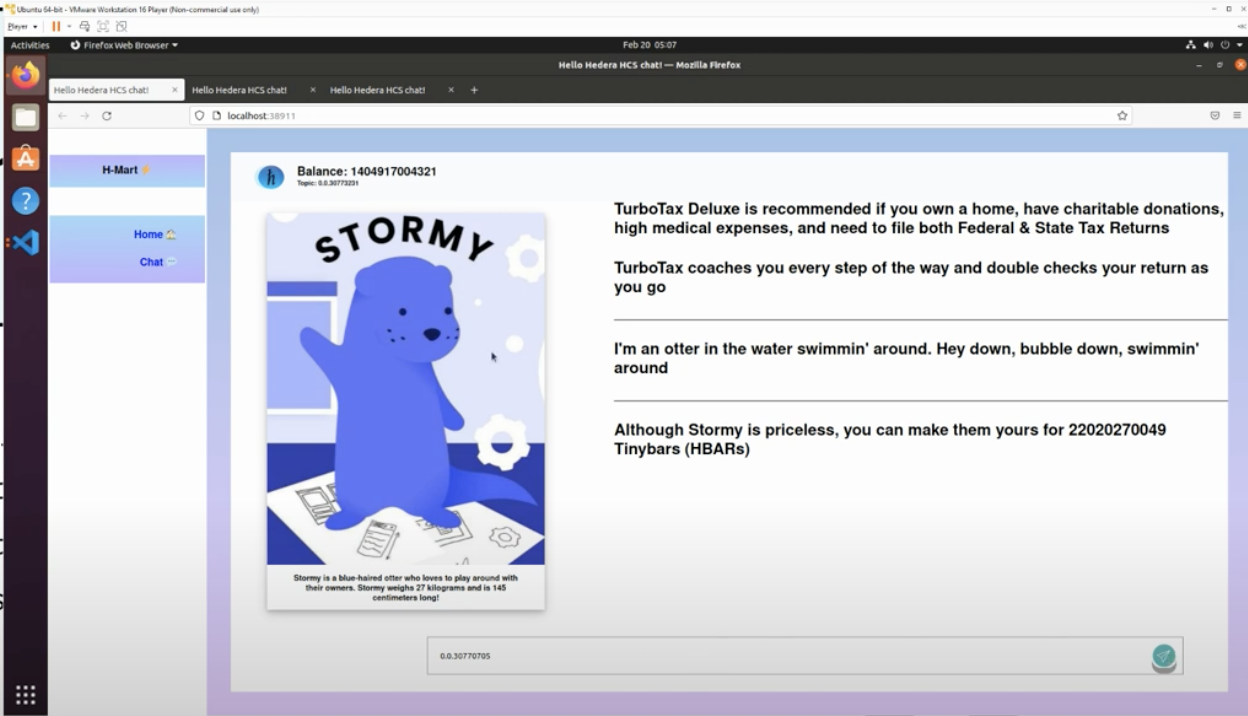 Ubuntu 64-bit - VMware Workstation 16 Player (Non-commercial use only)
Player
Activities
Firefox Web Browser
Feb 20 05:07
Hello Hedera HCS chat! — Mozilla Firefox
Hello Hedera HCS chat!
Hello Hedera HCS chat!
Hello Hedera HCS chat!
localhost:38911
H-Mart
Home
Chat
Balance: 1404917004321
Topic: 0.0.30773231
STORMY
Stormy is a blue-haired otter who loves to play around with
their owners. Stormy weighs 27 kilograms and is 145
centimeters long!
TurboTax Deluxe is recommended if you own a home, have charitable donations,
high medical expenses, and need to file both Federal & State Tax Returns
TurboTax coaches you every step of the way and double checks your return as
you go
I'm an otter in the water swimmin' around. Hey down, bubble down, swimmin'
around
Although Stormy is priceless, you can make them yours for 22020270049
Tinybars (HBARs)
0.0.30770705